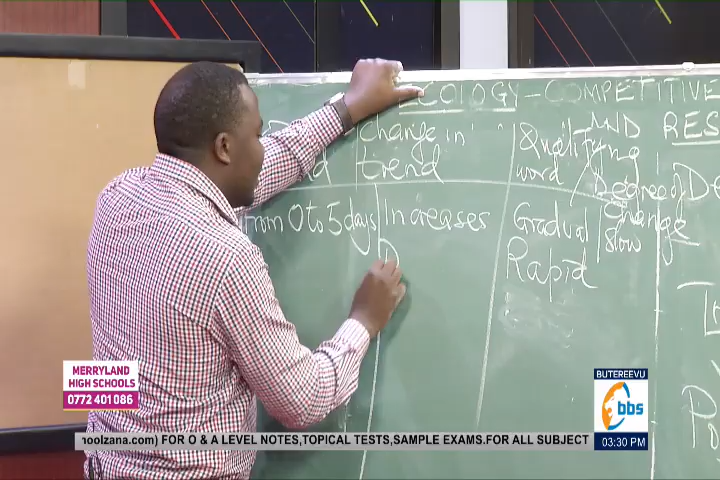 ECOLOGY - COMPETITIVE
AND RES
Change in trend
Qualifying word / Degree of change
From 0 to 5 days Increases Gradual / slow
Rapid
MERRYLAND
HIGH SCHOOLS
0772 401 086
BUTEREEVU
bbs
03:30 PM
1oolzana.com) FOR O & A LEVEL NOTES,TOPICAL TESTS,SAMPLE EXAMS.FOR ALL SUBJECT